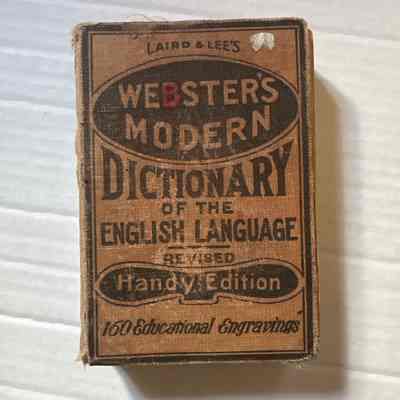 LAIRD & LEE'S
WEBSTER'S
MODERN
DICTIONARY
OF THE
ENGLISH LANGUAGE
REVISED
Handy Edition
160 Educational Engravings